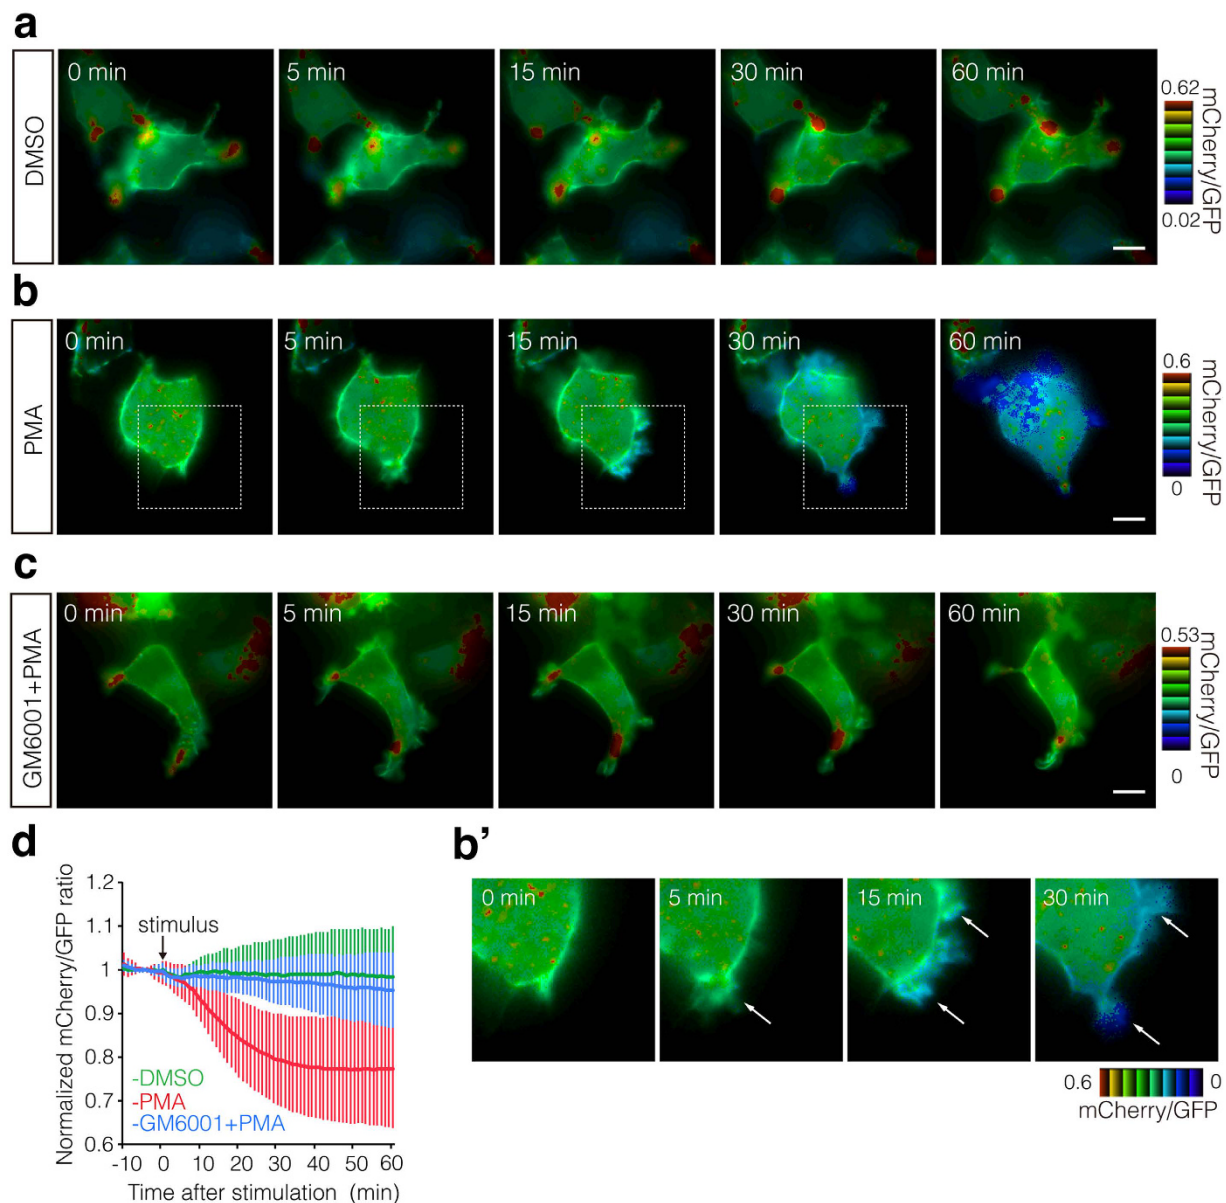 a
DMSO
0 min
5 min
15 min
30 min
60 min
0.62
mCherry/GFP
0.02
b
PMA
0 min
5 min
15 min
30 min
60 min
0.6
mCherry/GFP
0
c
GM6001+PMA
0 min
5 min
15 min
30 min
60 min
0.53
mCherry/GFP
0
d
Normalized mCherry/GFP ratio
1.2
1.1
1
0.9
0.8
0.7
0.6
stimulus
-DMSO
-PMA
-GM6001+PMA
-10 0 10 20 30 40 50 60
Time after stimulation (min)
b’
0 min
5 min
15 min
30 min
0.6 0
mCherry/GFP